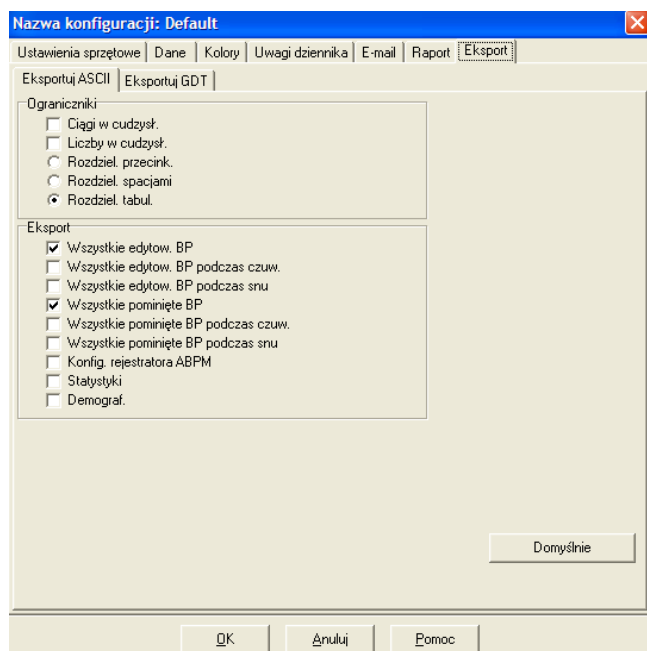 Nazwa konfiguracji: Default
Ustawienia sprzętowe Dane Kolory Uwagi dziennika E-mail Raport Eksport
Eksportuj ASCII Eksportuj GDT
Ograniczniki
Ciągi w cudzysł.
Liczby w cudzysł.
Rozdziel. przecink.
Rozdziel. spacjami
Rozdziel. tabul.
Eksport
Wszystkie edytow. BP
Wszystkie edytow. BP podczas czuw.
Wszystkie edytow. BP podczas snu
Wszystkie pominięte BP
Wszystkie pominięte BP podczas czuw.
Wszystkie pominięte BP podczas snu
Konfig. rejestratora ABPM
Statystyki
Demograf.
Domyślnie
OK Anuluj Pomoc